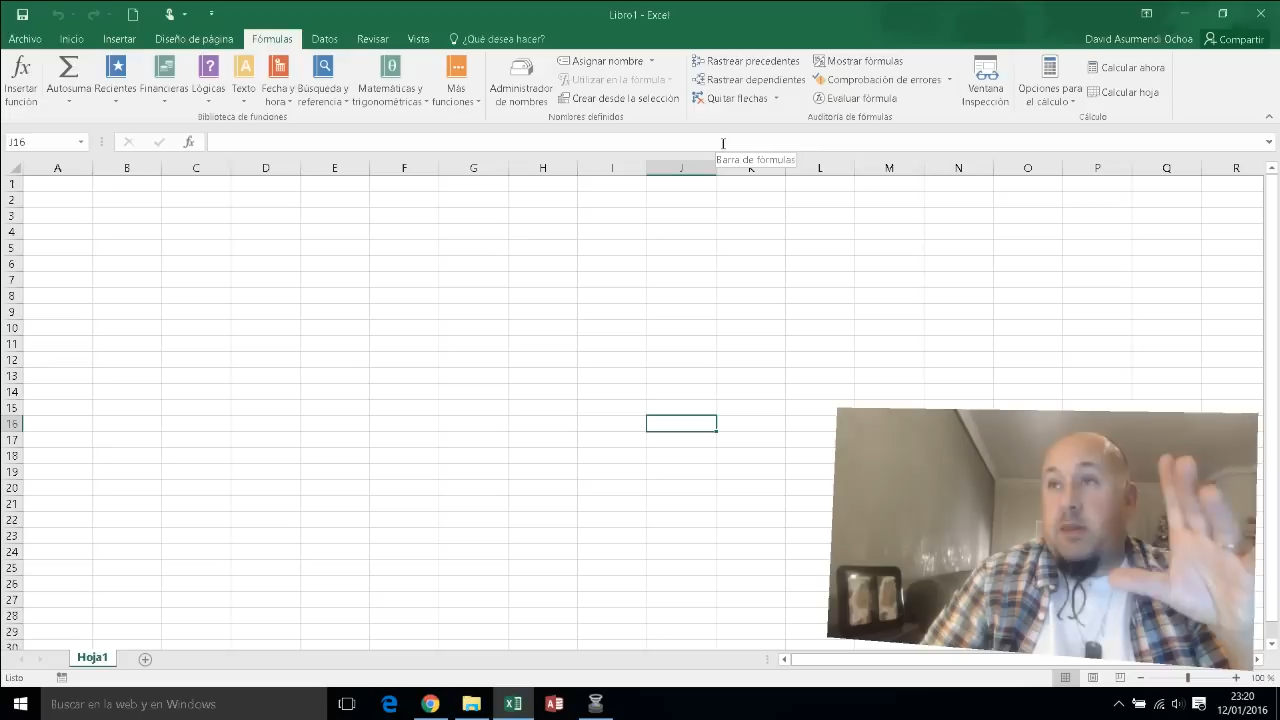 Libro1 - Excel
Archivo Inicio Insertar Diseño de página Fórmulas Datos Revisar Vista ¿Qué desea hacer? David Asumendi Ochoa Compartir
Insertar función
Autosuma
Recientes
Financieras
Lógicas
Texto
Fecha y hora
Búsqueda y referencia
Matemáticas y trigonométricas
Más funciones
Biblioteca de funciones
Administrador de nombres
Asignar nombre
Utilizar en la fórmula
Crear desde la selección
Nombres definidos
Rastrear precedentes
Rastrear dependientes
Quitar flechas
Mostrar fórmulas
Comprobación de errores
Evaluar fórmula
Auditoría de fórmulas
Ventana Inspección
Opciones para el cálculo
Calcular ahora
Calcular hoja
Cálculo
J16 fx
Barra de fórmulas
A B C D E F G H I J K L M N O P Q R
1
2
3
4
5
6
7
8
9
10
11
12
13
14
15
16
17
18
19
20
21
22
23
24
25
26
27
28
29
30
Hoja1
Listo 100 %
Buscar en la web y en Windows
23:20
12/01/2016